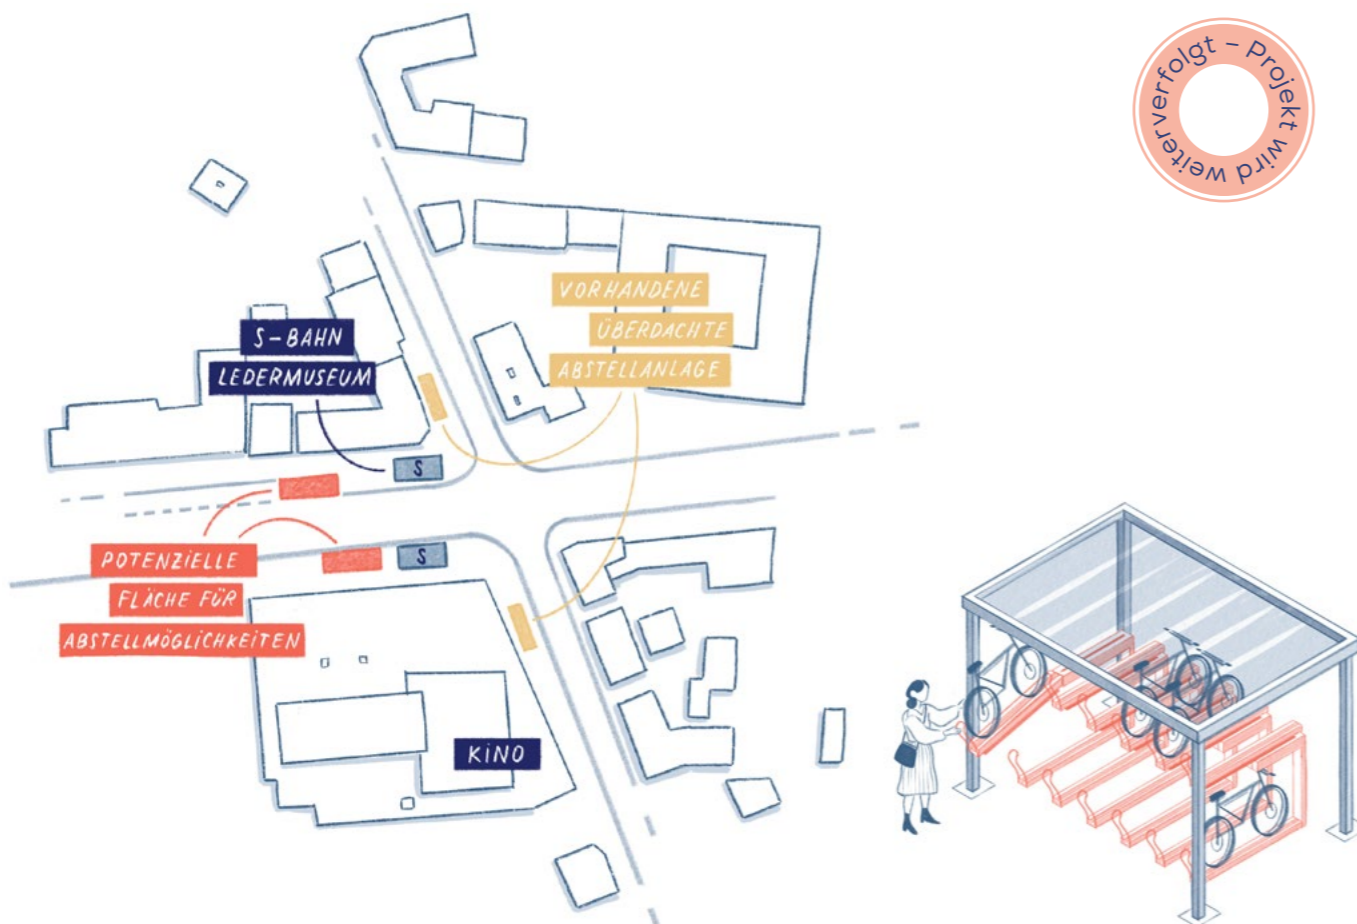 weiterverfolgt – Projekt wird
VORHANDENE
ÜBERDACHTE
ABSTELLANLAGE
S-BAHN
LEDERMUSEUM
S
S
POTENZIELLE
FLÄCHE FÜR
ABSTELLMÖGLICHKEITEN
KINO